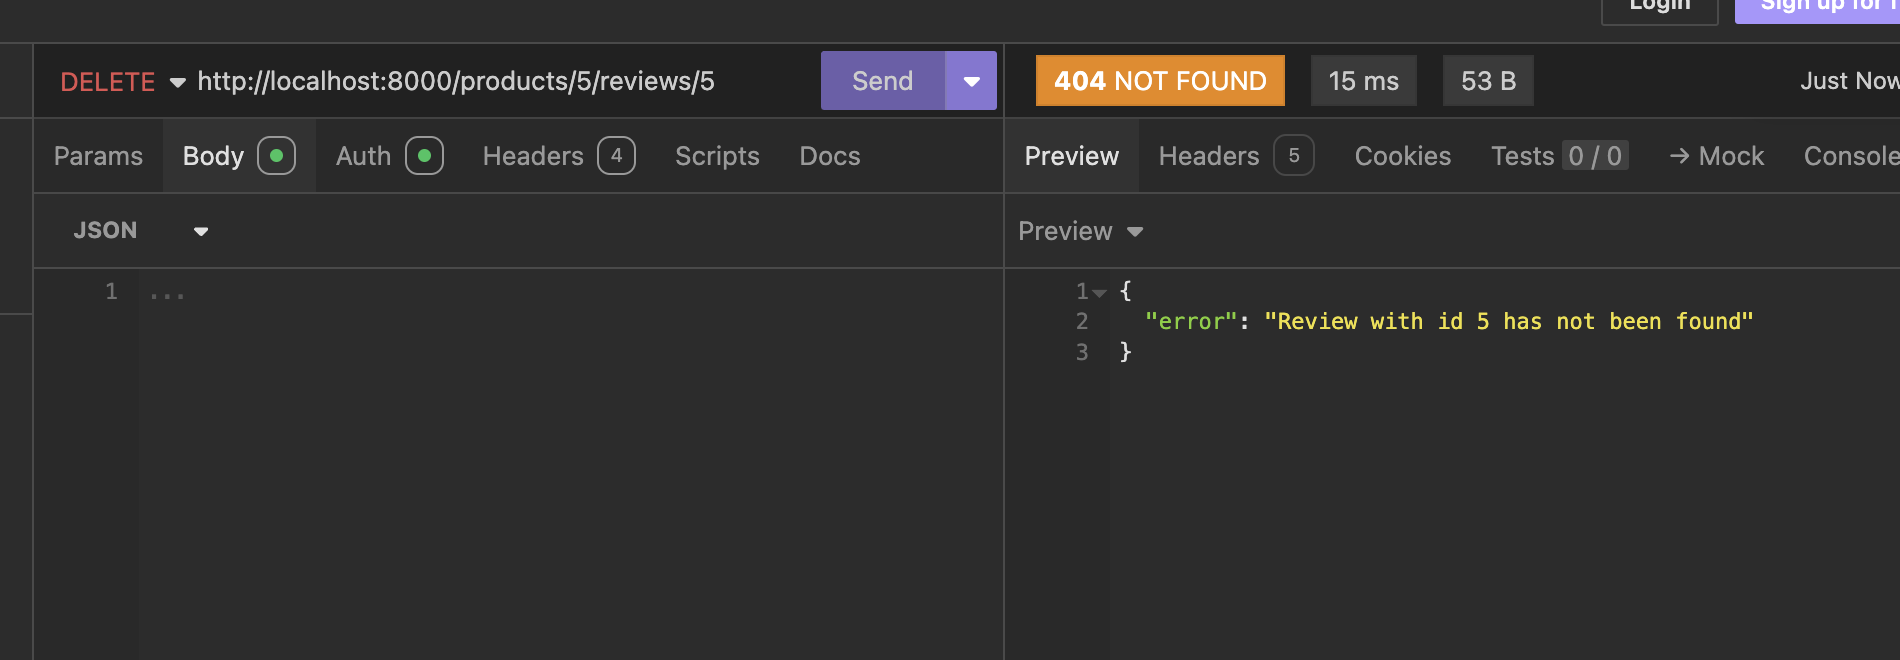 Login Sign up for
DELETE http://localhost:8000/products/5/reviews/5 Send 404 NOT FOUND 15 ms 53 B Just Now
Params Body Auth Headers 4 Scripts Docs Preview Headers 5 Cookies Tests 0 / 0 → Mock Console
JSON Preview
1 ...
1 {
2 "error": "Review with id 5 has not been found"
3 }